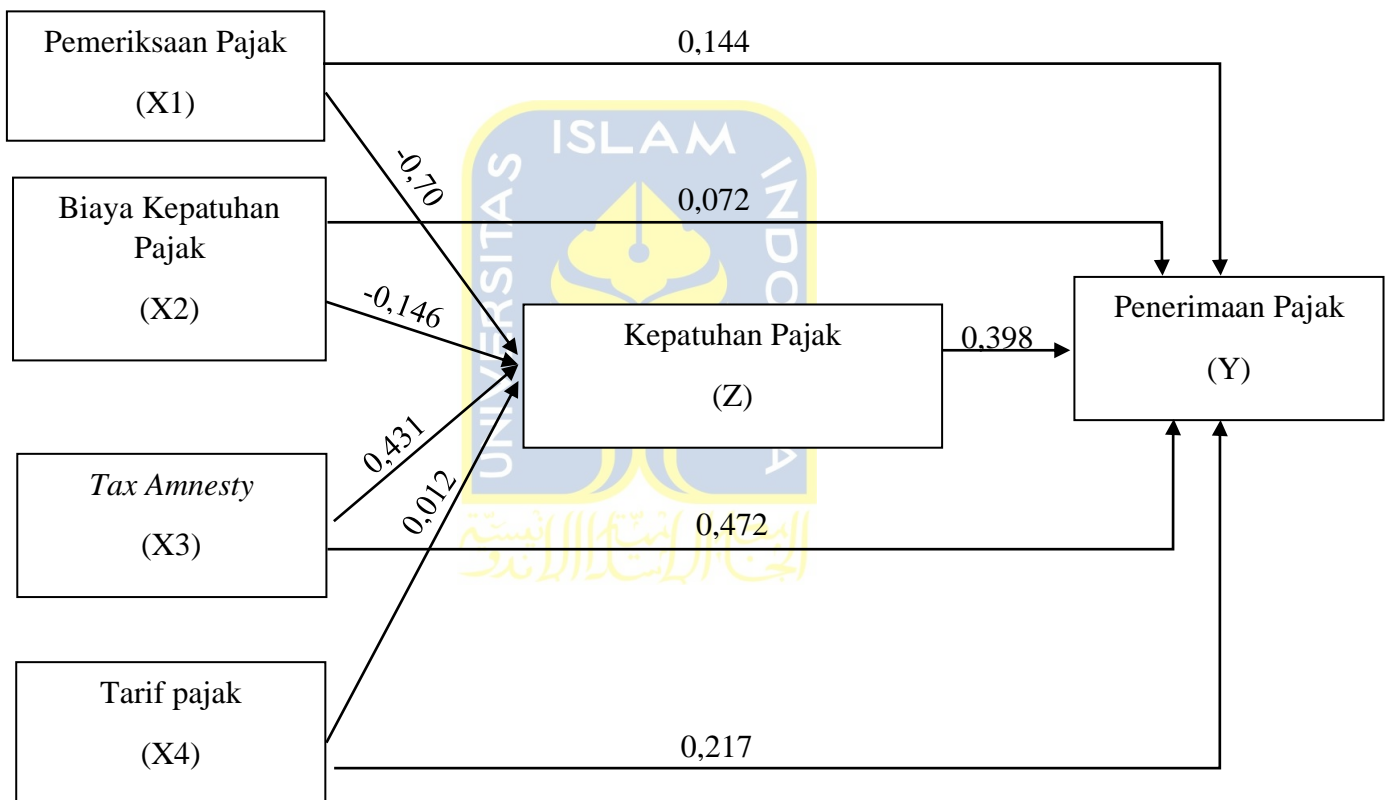 Pemeriksaan Pajak
(X1)
0,144
-0,70
Biaya Kepatuhan
Pajak
(X2)
0,072
-0,146
Kepatuhan Pajak
(Z)
0,398
Penerimaan Pajak
(Y)
Tax Amnesty
(X3)
0,431
0,012
0,472
Tarif pajak
(X4)
0,217
UNIVERSITAS
ISLAM